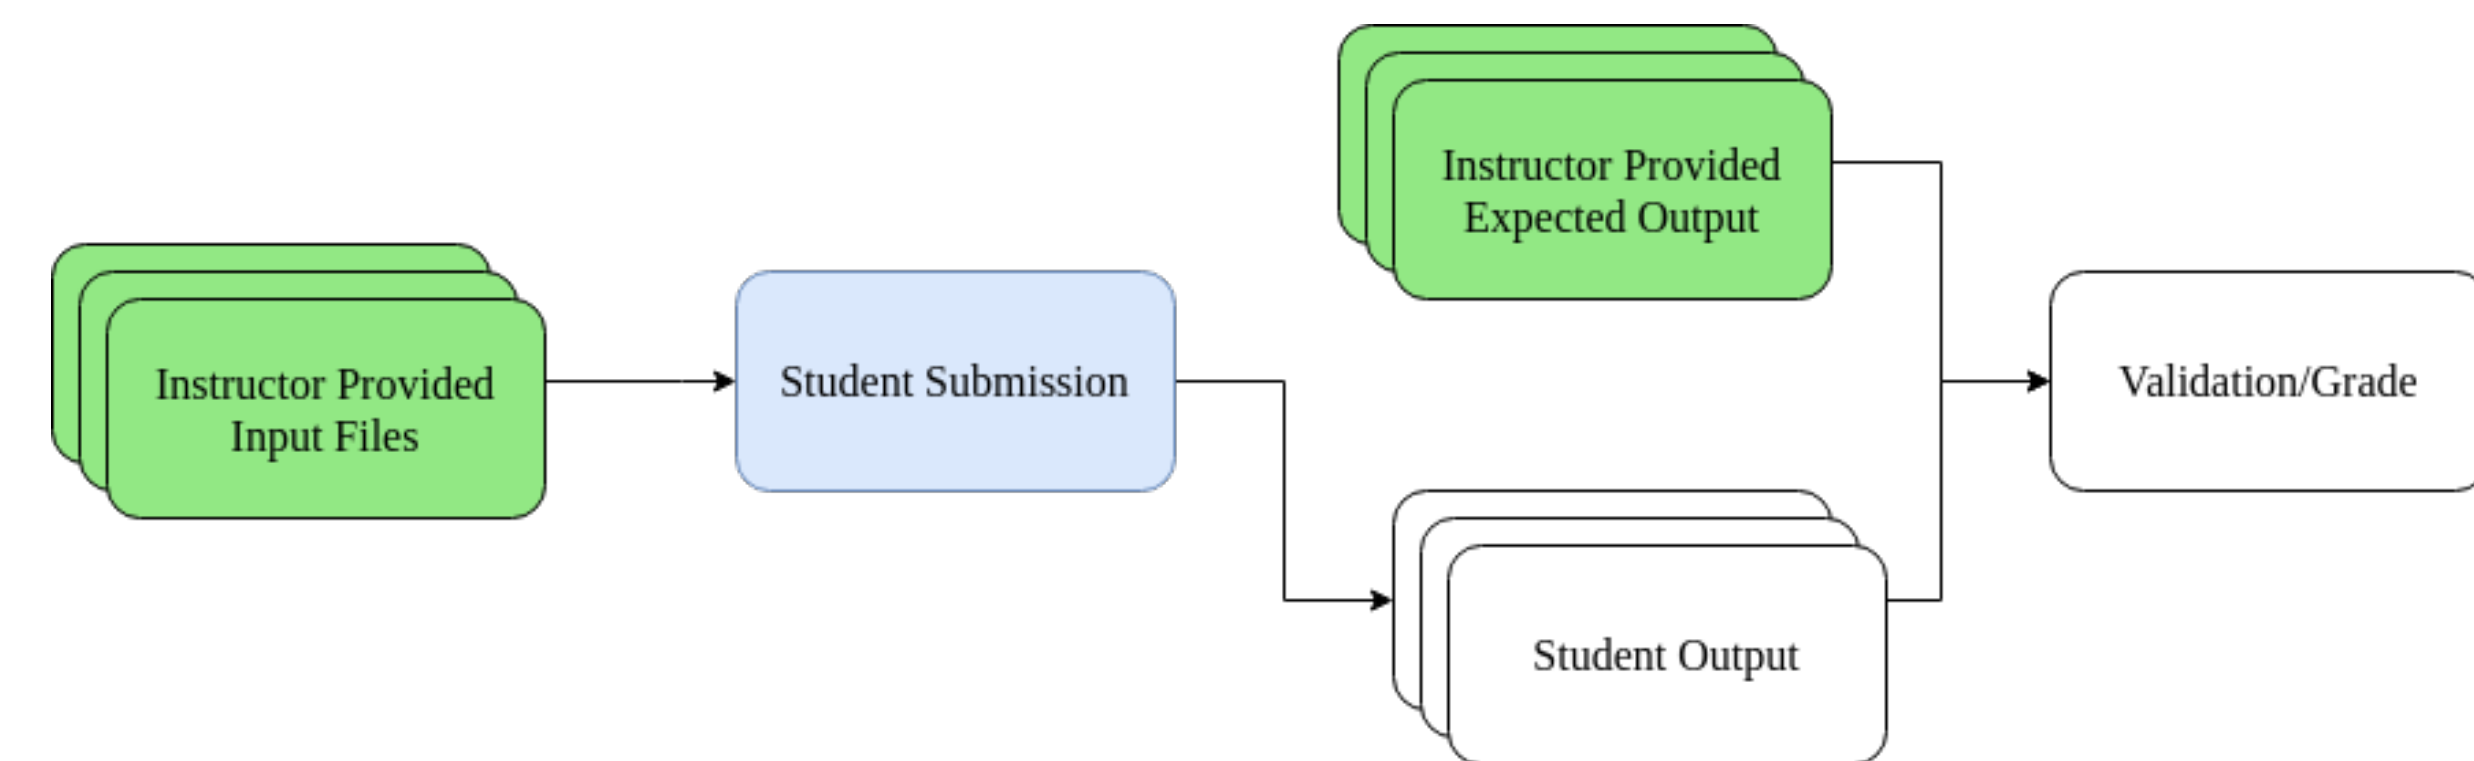 Instructor Provided
Expected Output
Instructor Provided
Input Files
Student Submission
Validation/Grade
Student Output